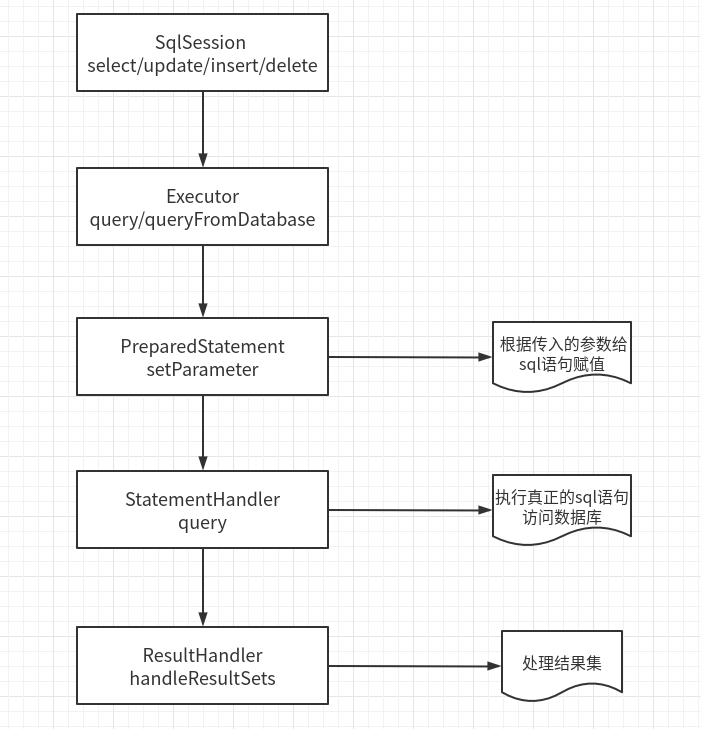 SqlSession
select/update/insert/delete
Executor
query/queryFromDatabase
PreparedStatement
setParameter
根据传入的参数给
sql语句赋值
StatementHandler
query
执行真正的sql语句
访问数据库
ResultHandler
handleResultSets
处理结果集